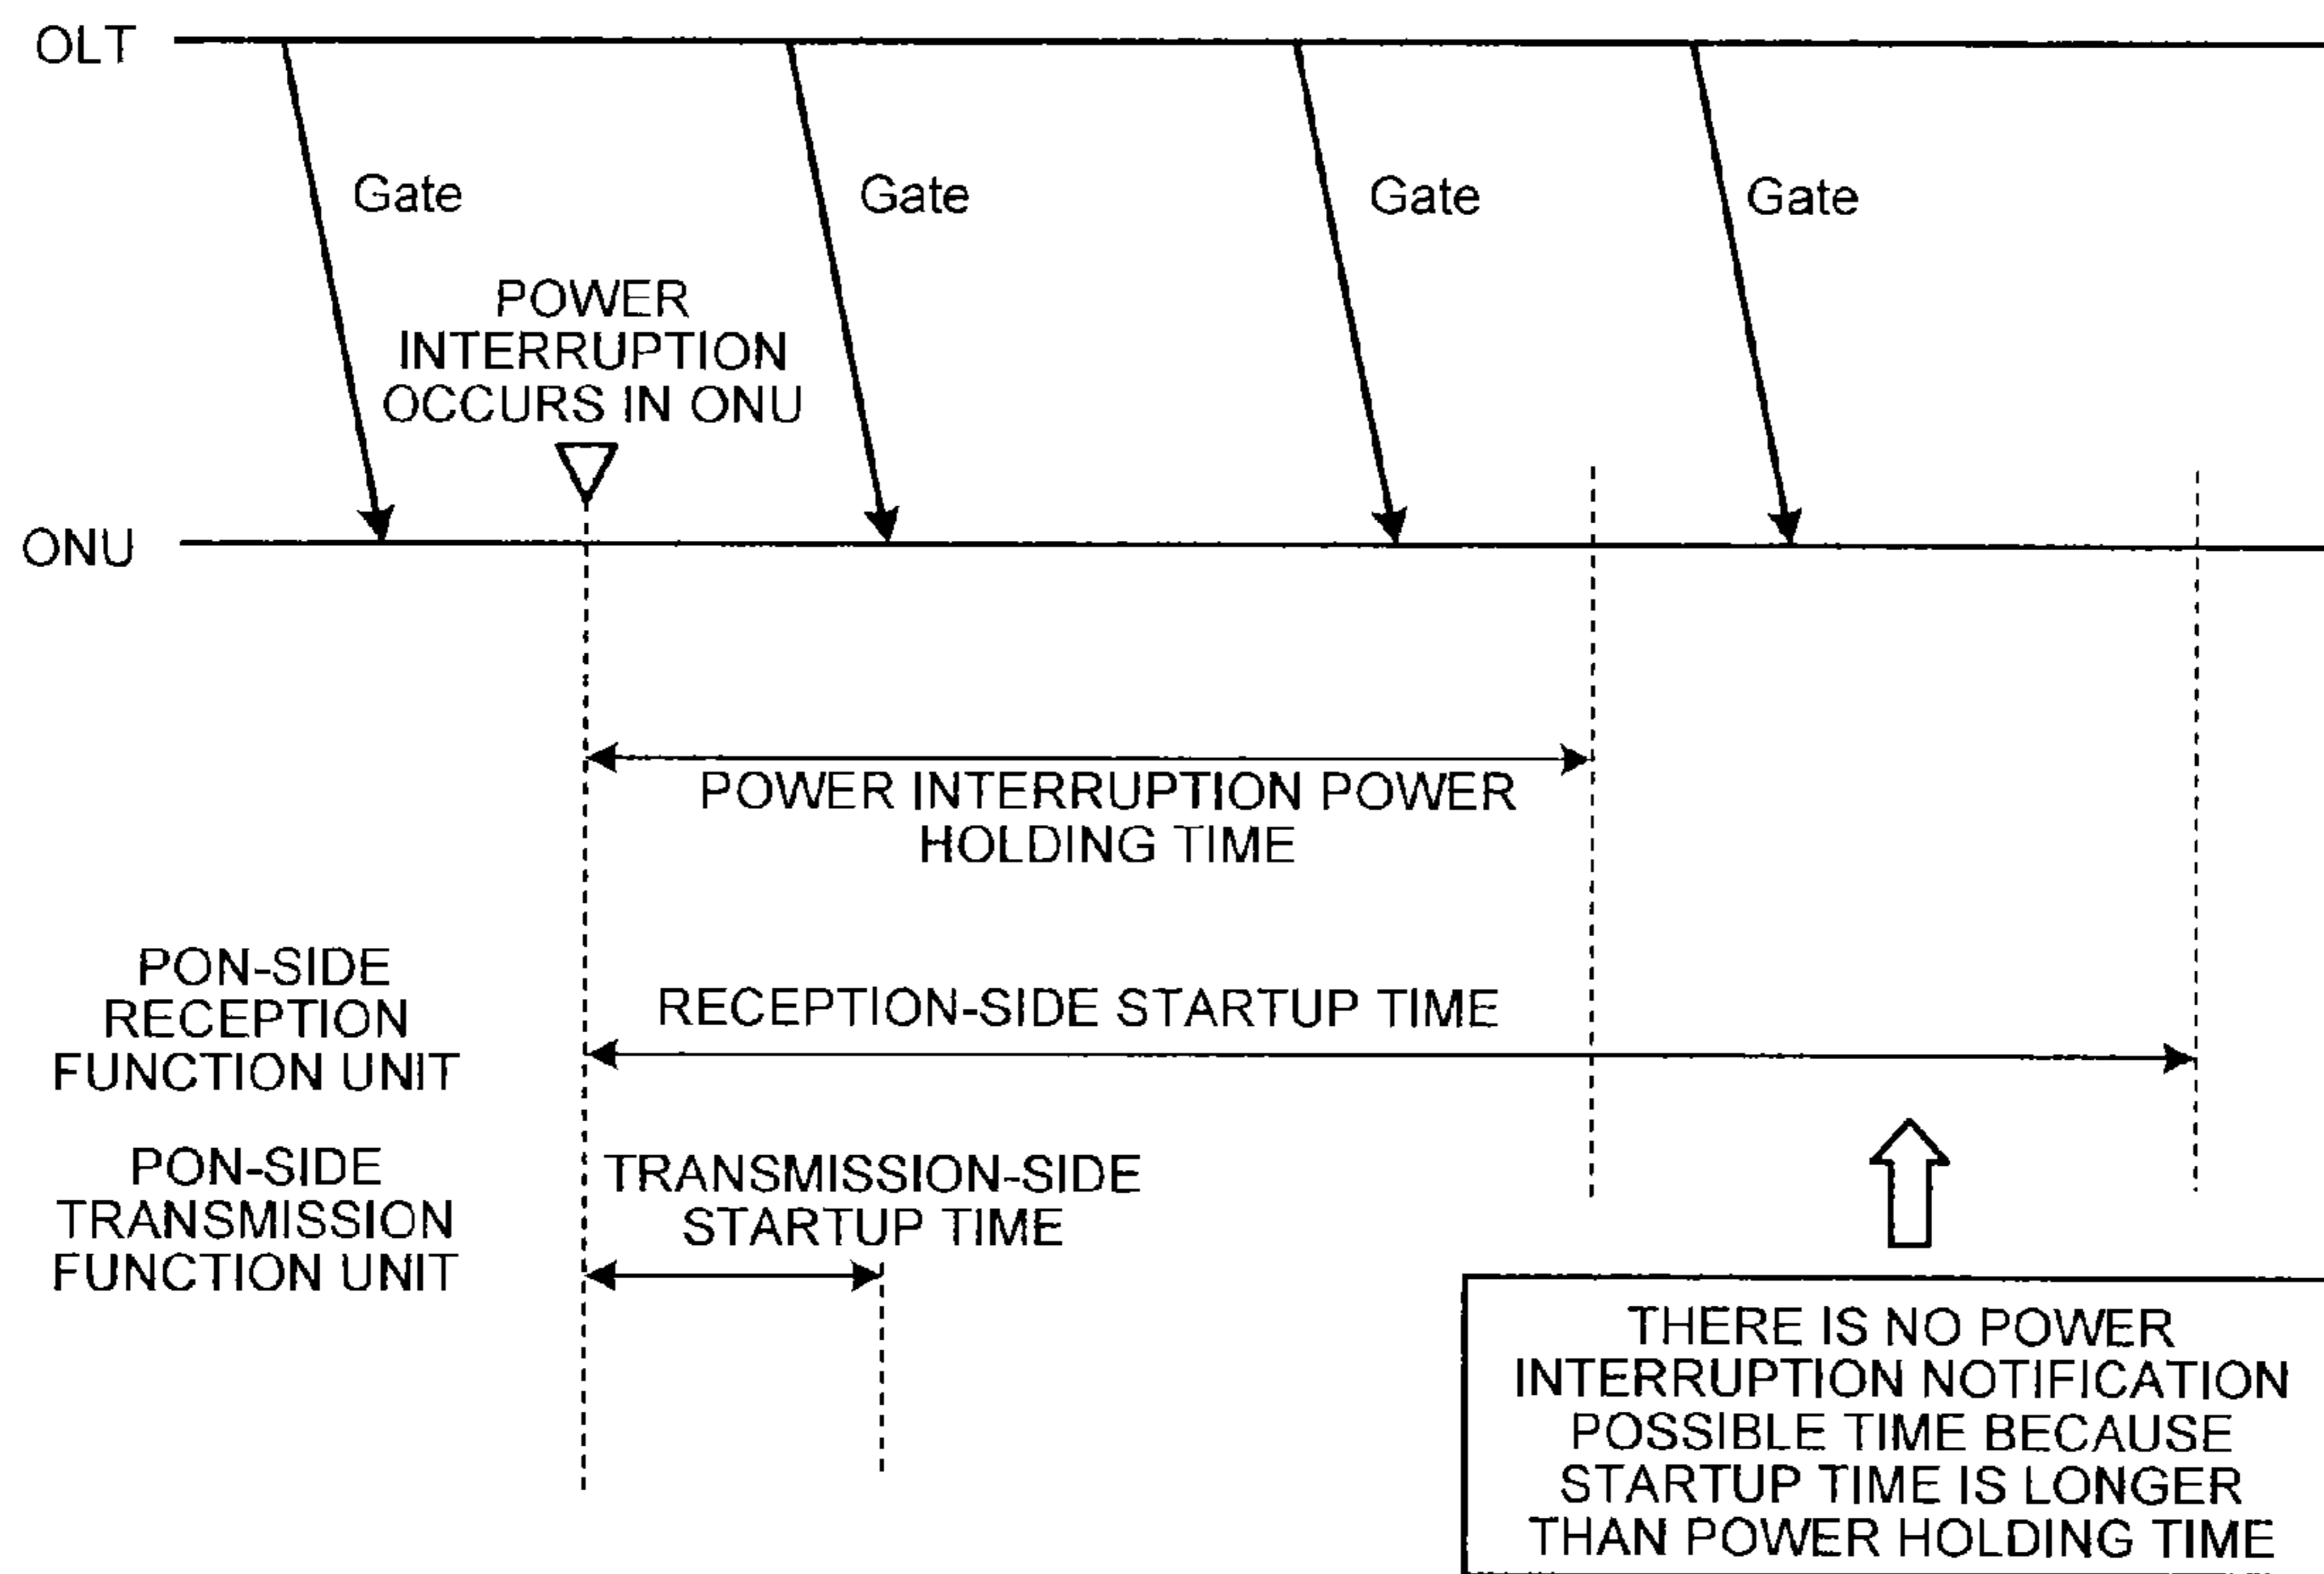 OLT
Gate
Gate
Gate
Gate
POWER
INTERRUPTION
OCCURS IN ONU
ONU
POWER INTERRUPTION POWER
HOLDING TIME
PON-SIDE
RECEPTION
FUNCTION UNIT
RECEPTION-SIDE STARTUP TIME
PON-SIDE
TRANSMISSION
FUNCTION UNIT
TRANSMISSION-SIDE
STARTUP TIME
THERE IS NO POWER
INTERRUPTION NOTIFICATION
POSSIBLE TIME BECAUSE
STARTUP TIME IS LONGER
THAN POWER HOLDING TIME